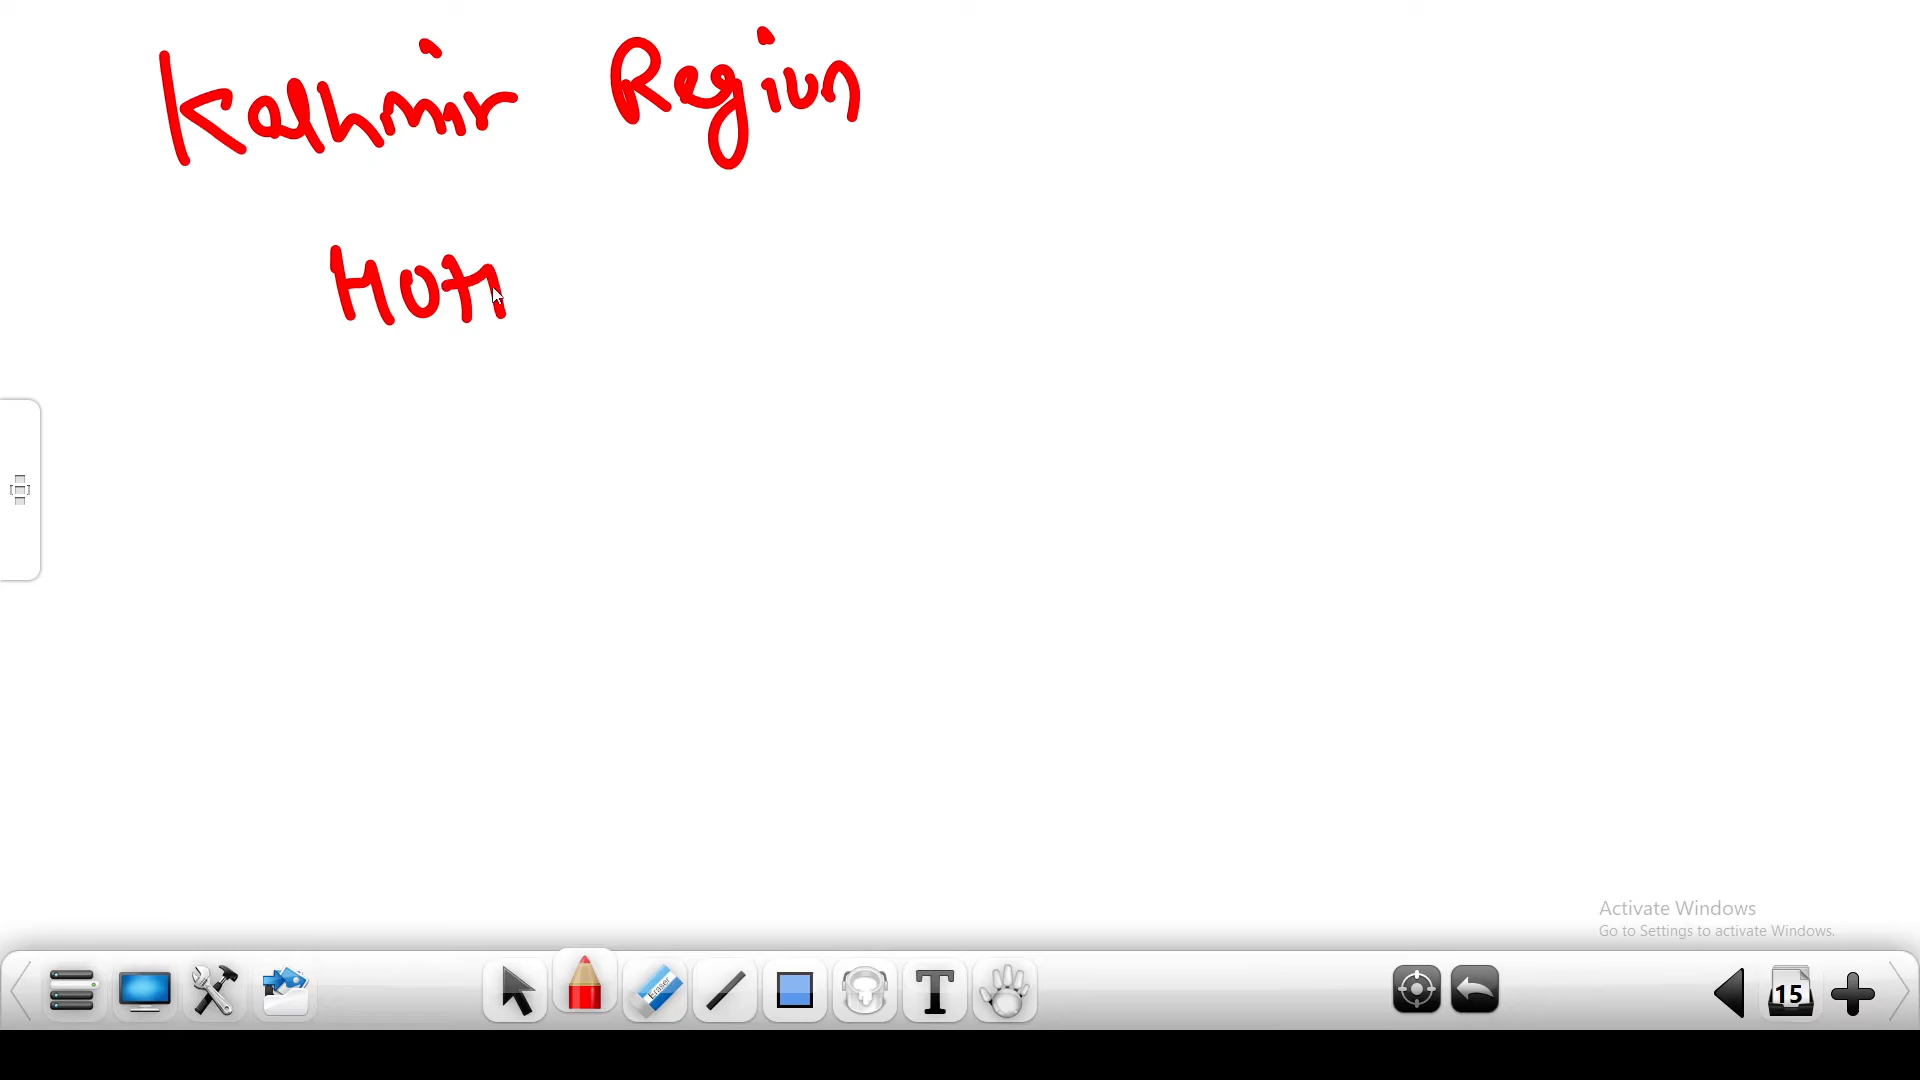 Kashmir Region
Activate Windows
Go to Settings to activate Windows.
15